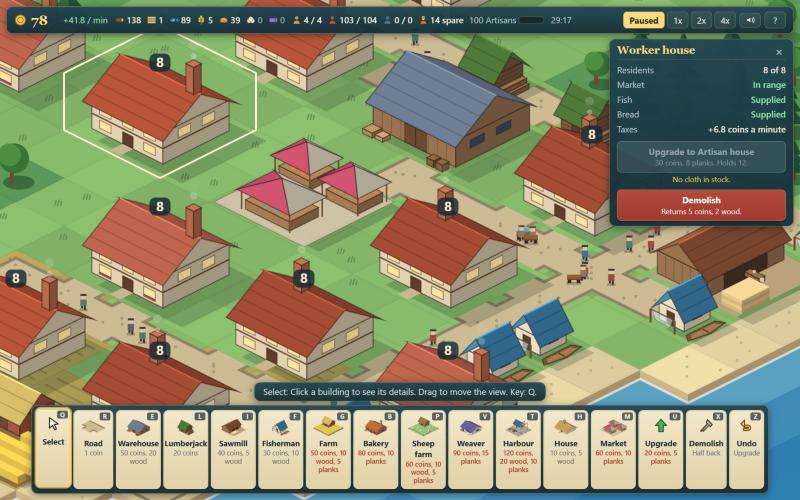 78 +41.8 / min 138 1 89 5 39 0 0 4 / 4 103 / 104 0 / 0 14 spare 100 Artisans 29:17 Paused 1x 2x 4x ?
Worker house ×
Residents 8 of 8
Market In range
Fish Supplied
Bread Supplied
Taxes +6.8 coins a minute
Upgrade to Artisan house
30 coins, 8 planks. Holds 12.
No cloth in stock.
Demolish
Returns 5 coins, 2 wood.
8
8
8
8
8
8
8
8
Select: Click a building to see its details. Drag to move the view. Key: Q.
Q
Select
R
Road
1 coin
E
Warehouse
50 coins, 20
wood
L
Lumberjack
20 coins
I
Sawmill
40 coins, 5
wood
F
Fisherman
30 coins, 10
wood
G
Farm
50 coins, 10
wood, 5
planks
B
Bakery
80 coins, 10
planks
P
Sheep
farm
60 coins, 10
wood, 5
planks
V
Weaver
90 coins, 15
planks
T
Harbour
120 coins,
20 wood, 10
planks
H
House
10 coins, 5
wood
M
Market
60 coins, 10
planks
U
Upgrade
20 coins, 5
planks
X
Demolish
Half back
Z
Undo
Upgrade